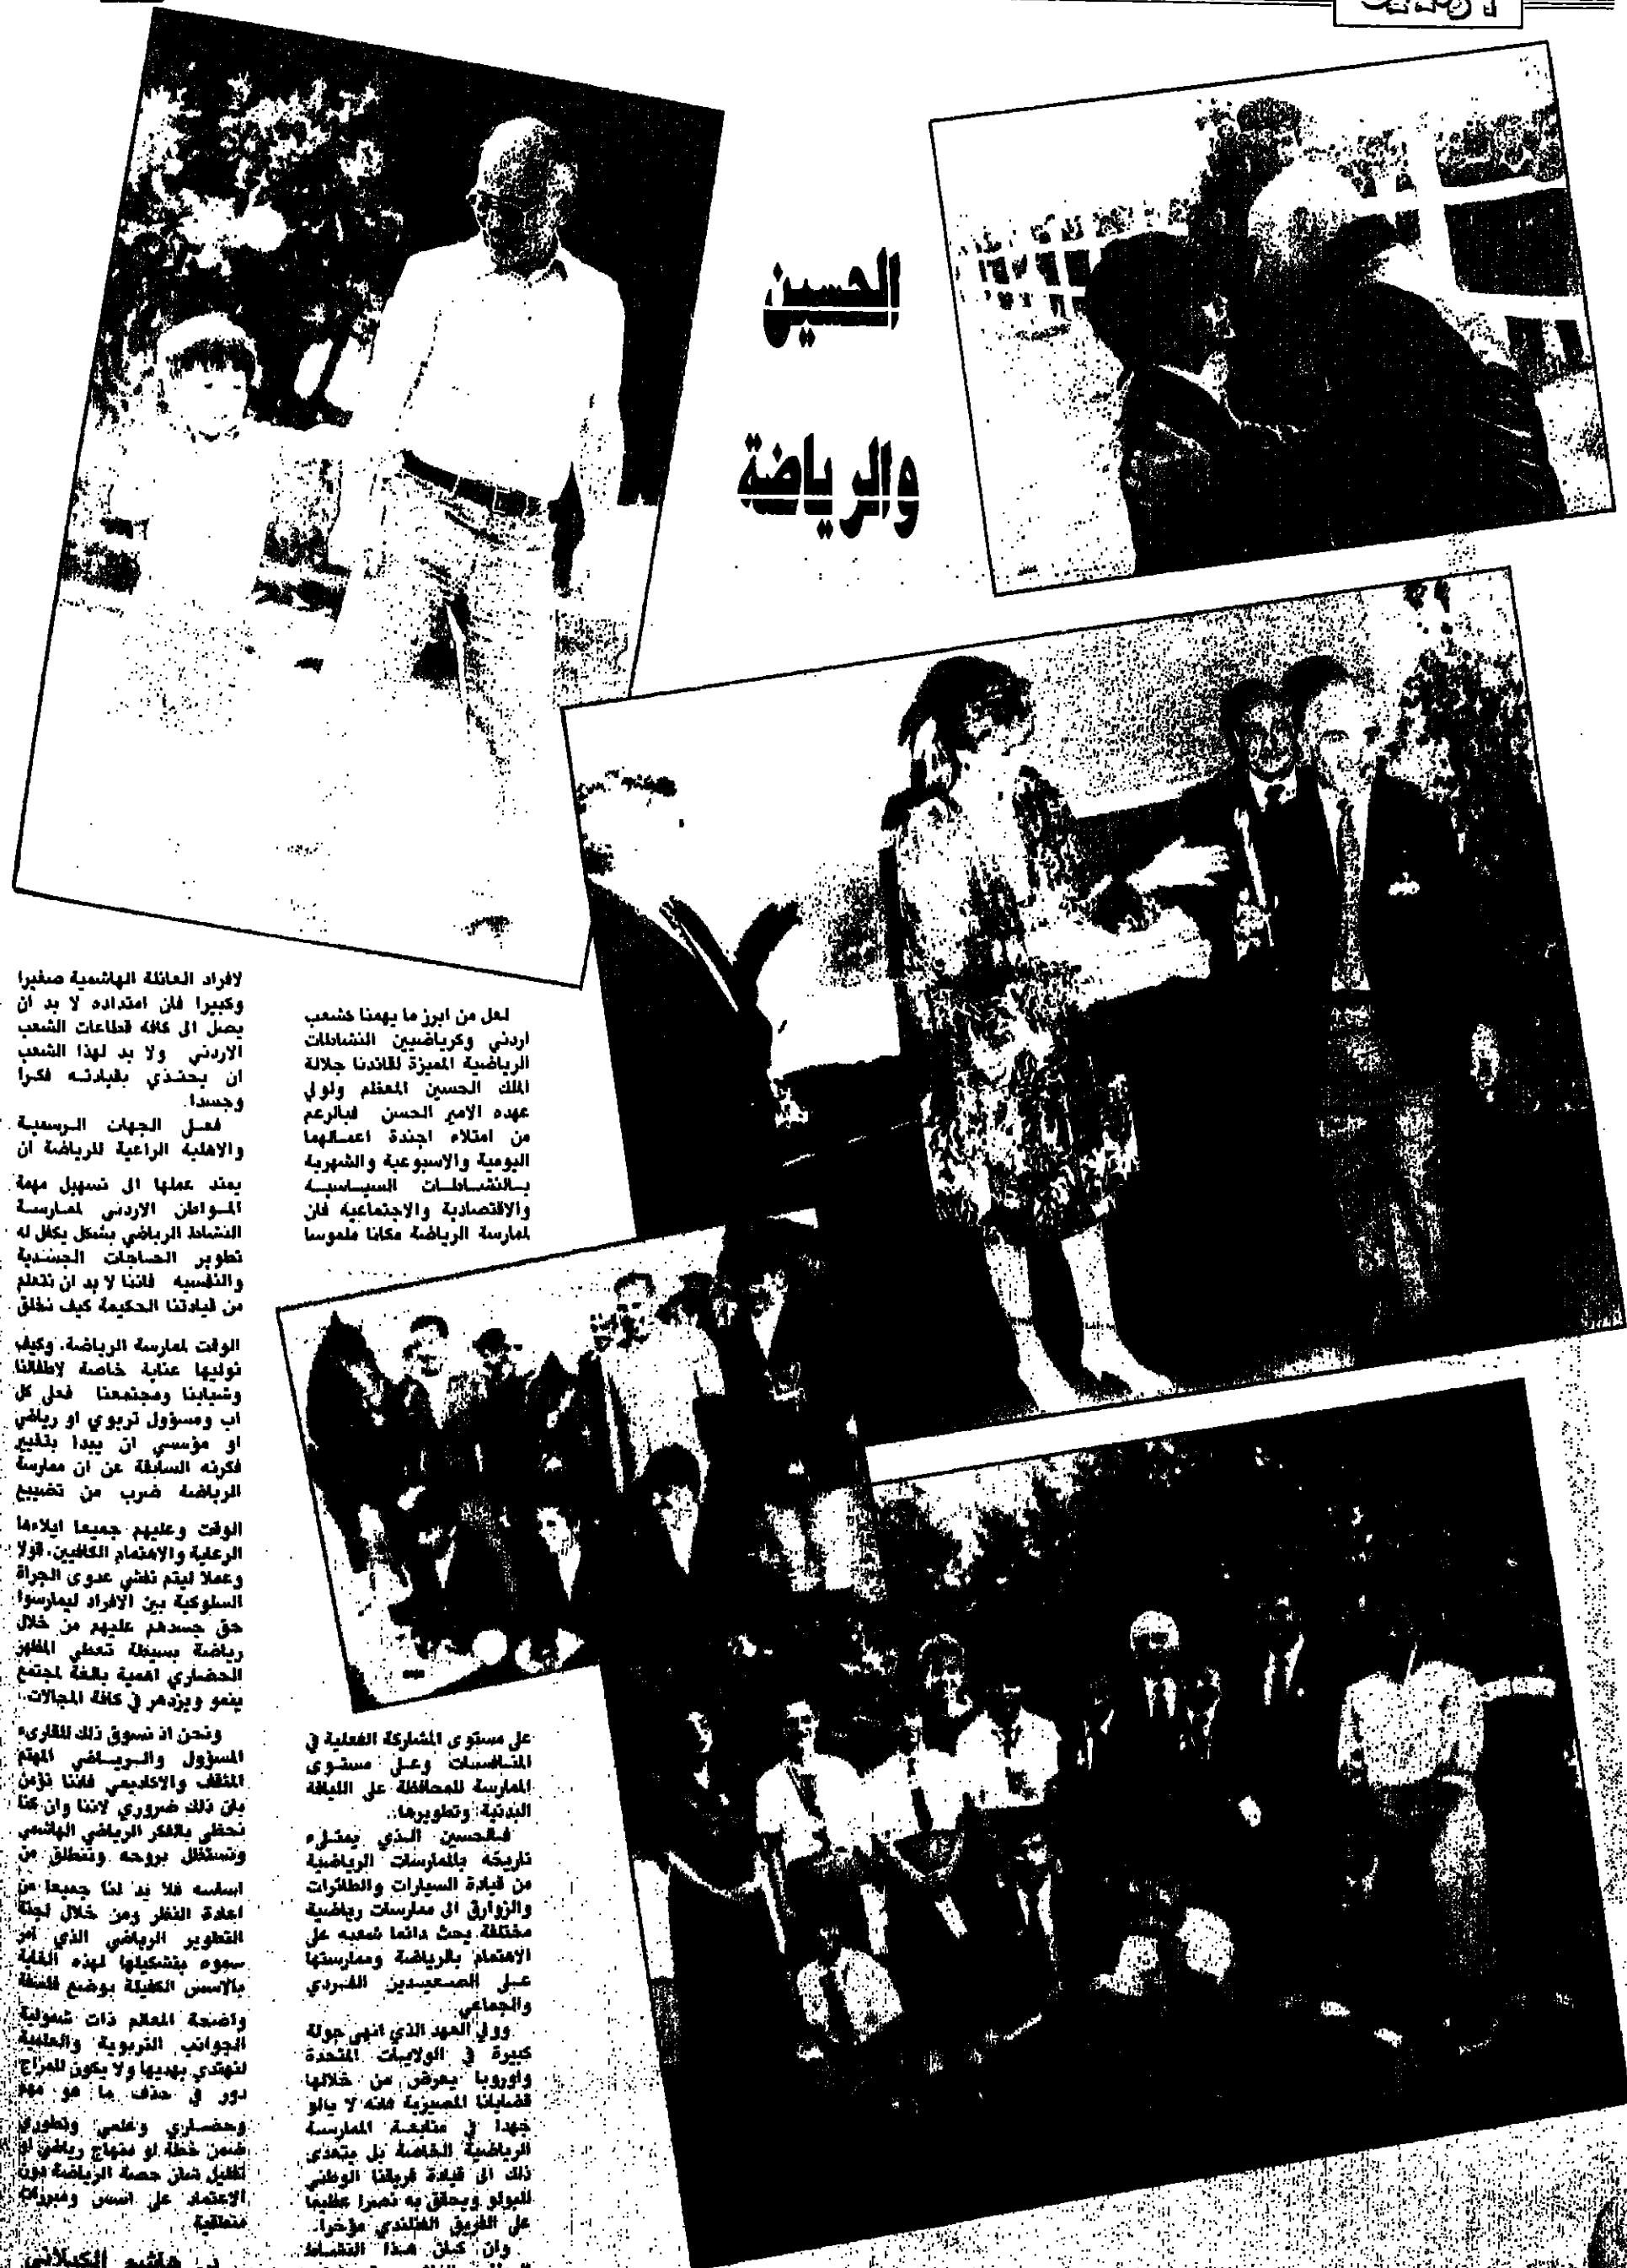 الحسين
والرياضة
لعل من ابرز ما يهمنا كشعب
اردني وكرياضيين النشاطات
الرياضية المميزة لقائدنا جلالة
الملك الحسين المعظم ولولي
عهده الامير الحسن فبالرغم
من امتلاء اجندة اعمالهما
اليومية والاسبوعية والشهرية
بالنشاطات السياسية
والاقتصادية والاجتماعية فان
لممارسة الرياضة مكانا ملموسا
على مستوى المشاركة الفعلية في
المنافسات وعلى مستوى
الممارسة للمحافظة على اللياقة
البدنية وتطويرها.
فالحسين الذي يمتلىء
تاريخه بالممارسات الرياضية
من قيادة السيارات والطائرات
والزوارق الى ممارسات رياضية
مختلفة يحث دائما شعبه على
الاهتمام بالرياضة وممارستها
على الصعيدين الفردي
والجماعي
وولي العهد الذي انهى جولة
كبيرة في الولايات المتحدة
واوروبا يعرض من خلالها
قضايانا المصيرية فانه لا يالو
جهدا في متابعة الممارسة
الرياضية الخاصة بل يتعدى
ذلك الى قيادة فريقنا الوطني
للبولو ويحقق به نصرا عظيما
على الفريق الفنلندي مؤخرا.
وان كان هذا النشاط
لافراد العائلة الهاشمية صغيرا
وكبيرا فان امتداده لا بد ان
يصل الى كافة قطاعات الشعب
الاردني ولا بد لهذا الشعب
ان يحتذي بقيادته فكرا
وجسدا.
فعلى الجهات الرسمية
والاهلية الراعية للرياضة ان
يمتد عملها الى تسهيل مهمة
المواطن الاردني لممارسة
النشاط الرياضي بشكل يكفل له
تطوير الحاجات الجسدية
والنفسيه فاننا لا بد ان نتعلم
من قيادتنا الحكيمة كيف نخلق
الوقت لممارسة الرياضة، وكيف
نوليها عناية خاصة لاطفالنا
وشبابنا ومجتمعنا فعلى كل
اب ومسؤول تربوي او رياضي
او مؤسسي ان يبدا بتغيير
فكرته السابقة عن ان ممارسة
الرياضة ضرب من تضييع
الوقت وعليهم جميعا ايلاءها
الرعاية والاهتمام الكافيين، قولا
وعملا ليتم تفشي عدوى الجراة
السلوكية بين الافراد ليمارسوا
حق جسدهم عليهم من خلال
رياضة بسيطة تعطي المظهر
الحضاري اهمية بالغة لمجتمع
ينمو ويزدهر في كافة المجالات.
ونحن اذ نسوق ذلك للقارىء
المسؤول والرياضي المهتم
المثقف والاكاديمي فاننا نؤمن
بان ذلك ضروري لاننا وان كنا
نحظى بالفكر الرياضي الهاشمي
ونستظل بروحه وننطلق من
اساسه فلا بد لنا جميعا من
اعادة النظر ومن خلال لجنة
التطوير الرياضي الذي امر
سموه بتشكيلها لهذه الغاية
بالاسس الكفيلة بوضع فلسفة
واضحة المعالم ذات شمولية
الجوانب التربوية والعلمية
لنهتدي بهديها ولا يكون للمزاج
دور في حذف ما هو مهم
وحضاري وعلمي وتطوري
ضمن خطة او منهاج رياضي او
تقليل شان حصة الرياضة دون
الاعتماد على اسس ومبررات
منطقية
هاشم الكيلاني